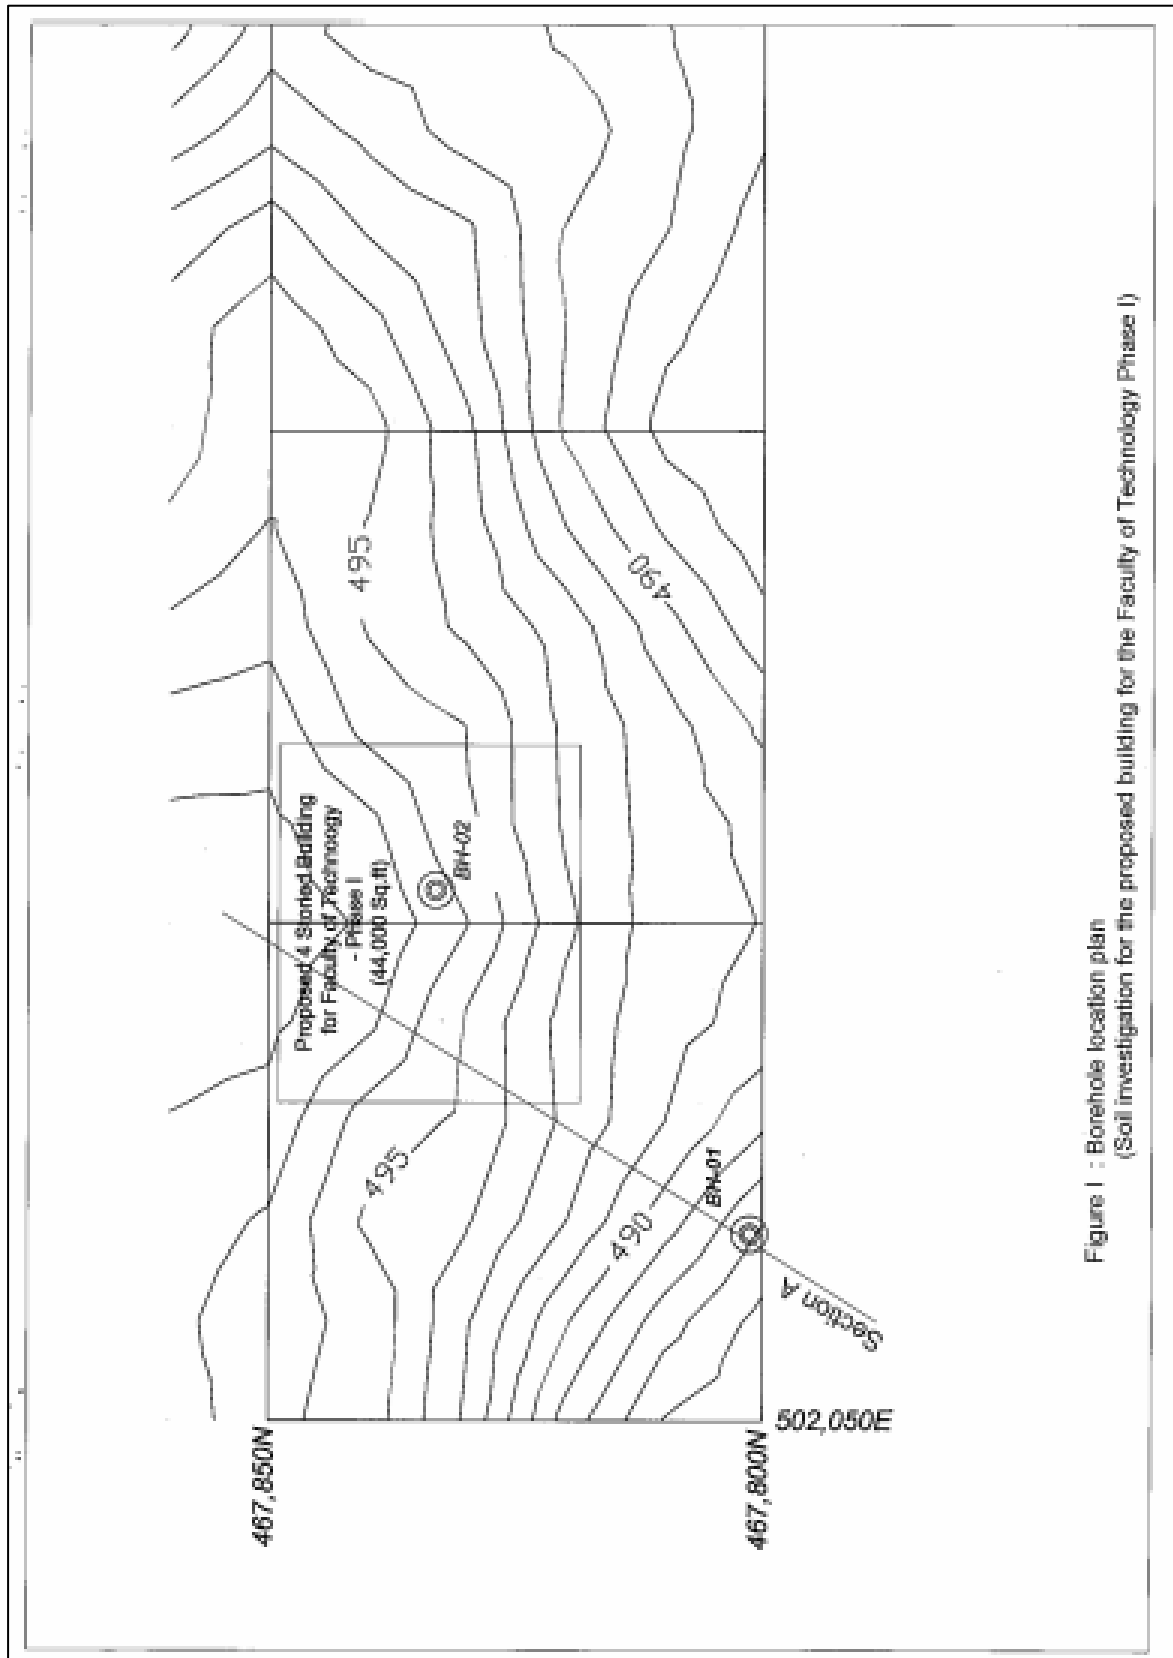 467,850N
467,800N
502,050E
Proposed 4 Storied Building
for Faculty of Technoogy
- Phase I
(44,000 Sq.ft)
BH-02
BH-01
495
495
490
490
Section A
Figure I : Borehole location plan
(Soil investigation for the proposed building for the Faculty of Technology Phase I)